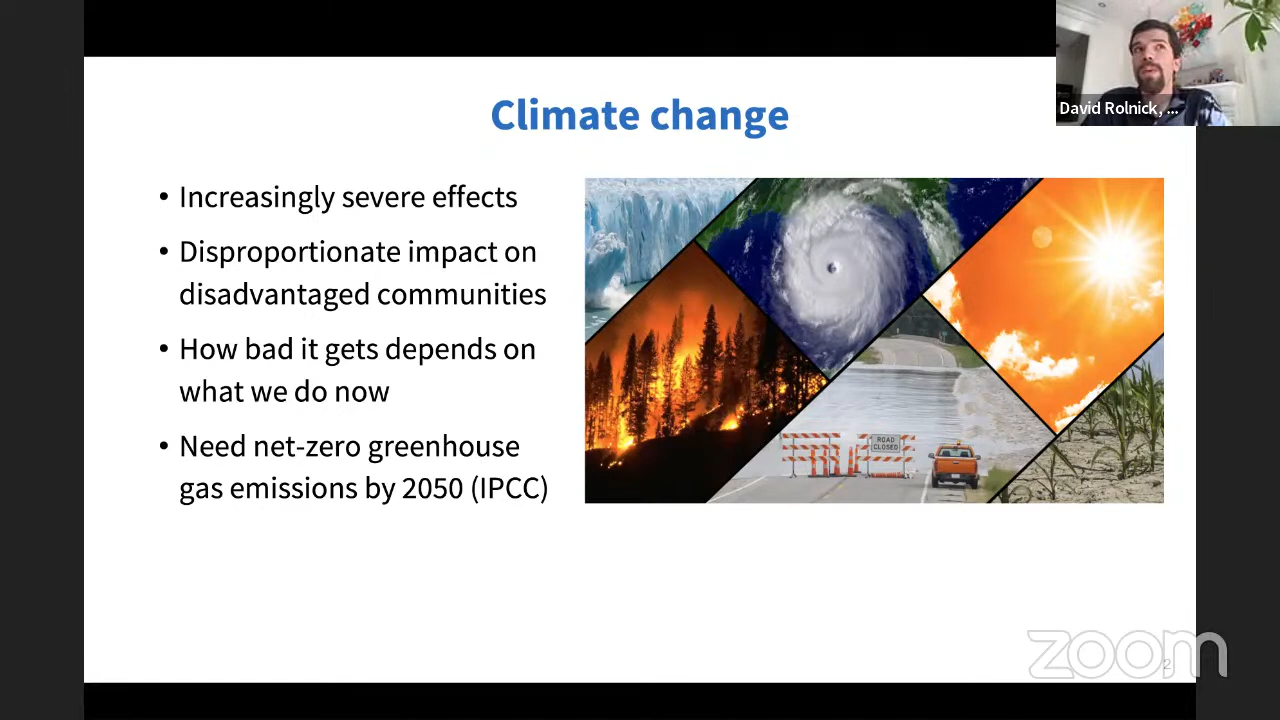 Climate change
David Rolnick, ...
• Increasingly severe effects
• Disproportionate impact on
disadvantaged communities
• How bad it gets depends on
what we do now
• Need net-zero greenhouse
gas emissions by 2050 (IPCC)
ROAD
CLOSED
zoom
2